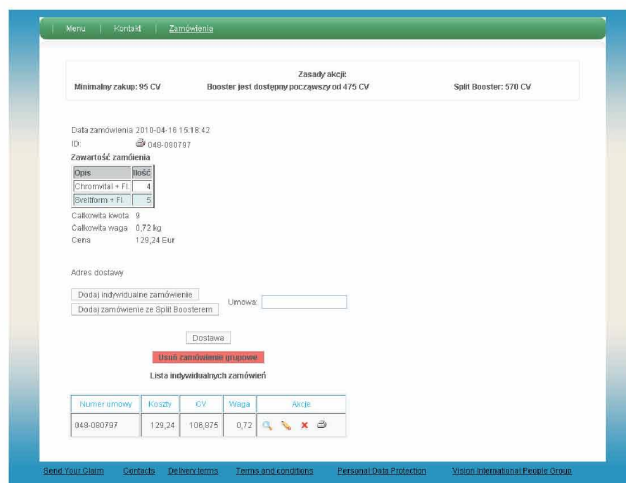 Menu | Kontakt | Zamówienie
Zasady akcji:
Minimalny zakup: 95 CV Booster jest dostępny począwszy od 475 CV Split Booster: 570 CV
Data zamówienia 2010-04-16 15:18:42
ID: 048-080797
Zawartość zamóienia
Opis Ilość
Chromvital + Fl. 4
Sveltform + Fl. 5
Całkowita kwota 9
Całkowita waga 0,72 kg
Cena 129,24 Eur
Adres dostawy
Dodaj indywidualne zamówienie
Umowa:
Dodaj zamówienie ze Split Boosterem
Dostawa
Usuń zamówienie grupowe
Lista indywidualnych zamówień
Numer umowy Koszty CV Waga Akcje
048-080797 129,24 106,875 0,72
Send Your Claim Contacts Delivery terms Terms and conditions Personal Data Protection Vision International People Group